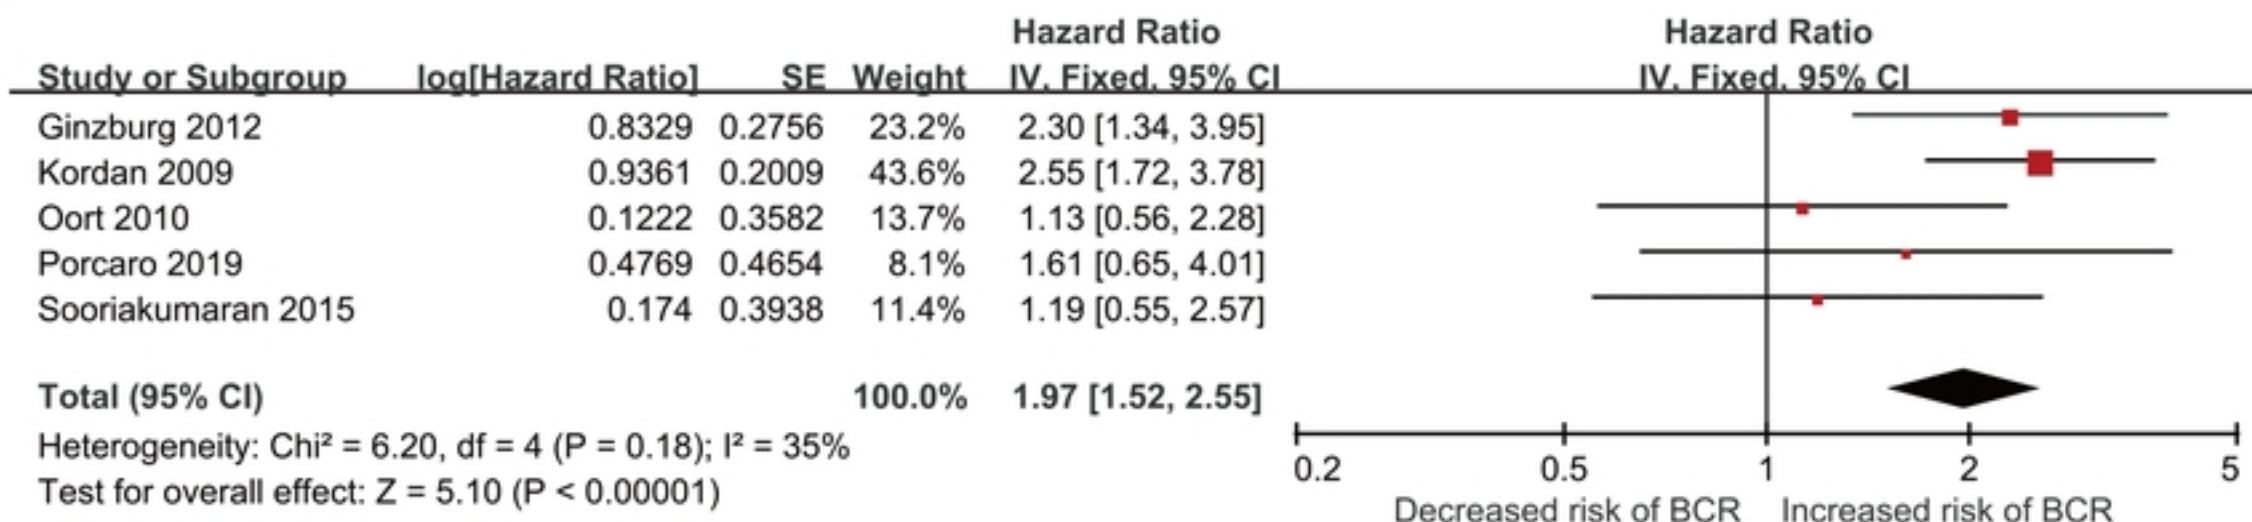 Hazard Ratio Hazard Ratio
Study or Subgroup log[Hazard Ratio] SE Weight IV. Fixed. 95% CI IV. Fixed. 95% CI
Ginzburg 2012 0.8329 0.2756 23.2% 2.30 [1.34, 3.95]
Kordan 2009 0.9361 0.2009 43.6% 2.55 [1.72, 3.78]
Oort 2010 0.1222 0.3582 13.7% 1.13 [0.56, 2.28]
Porcaro 2019 0.4769 0.4654 8.1% 1.61 [0.65, 4.01]
Sooriakumaran 2015 0.174 0.3938 11.4% 1.19 [0.55, 2.57]
Total (95% CI) 100.0% 1.97 [1.52, 2.55]
Heterogeneity: Chi² = 6.20, df = 4 (P = 0.18); I² = 35%
Test for overall effect: Z = 5.10 (P < 0.00001)
0.2 0.5 1 2 5
Decreased risk of BCR Increased risk of BCR